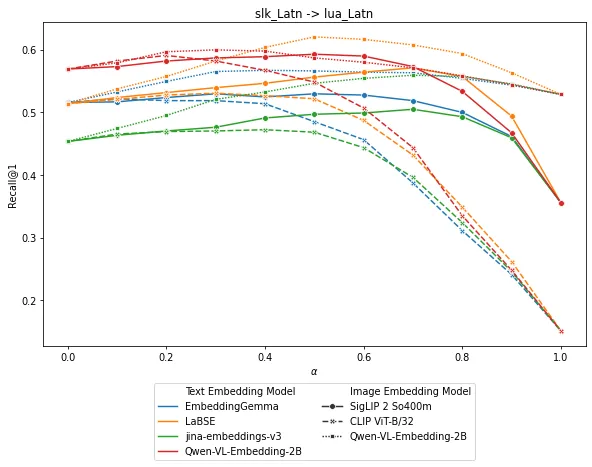 slk_Latn -> lua_Latn
Recall@1
0.6
0.5
0.4
0.3
0.2
0.0 0.2 0.4 0.6 0.8 1.0
α
Text Embedding Model Image Embedding Model
EmbeddingGemma SigLIP 2 So400m
LaBSE CLIP ViT-B/32
jina-embeddings-v3 Qwen-VL-Embedding-2B
Qwen-VL-Embedding-2B